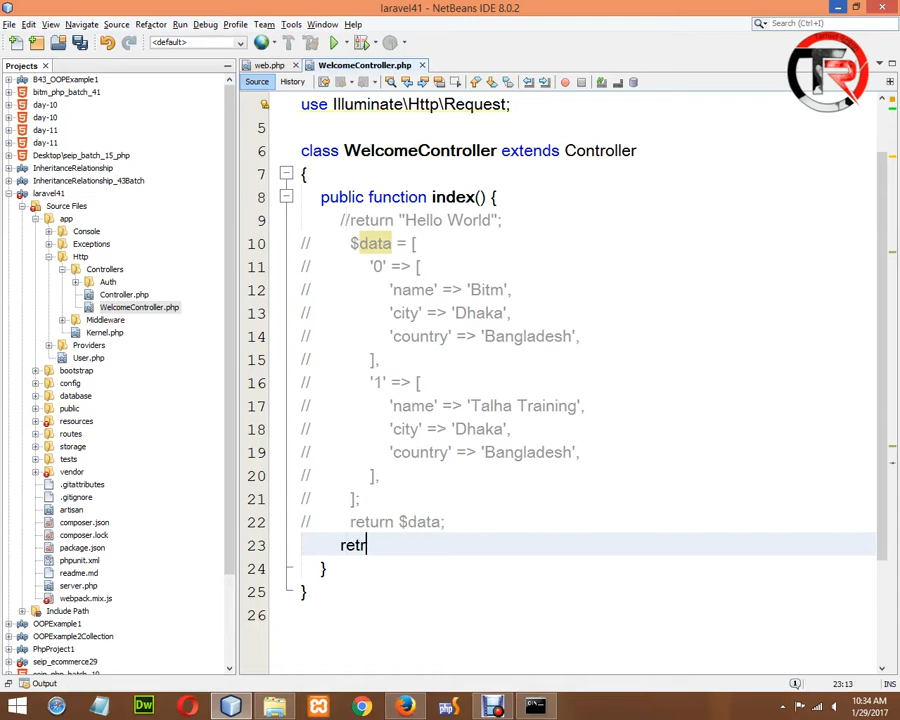 laravel41 - NetBeans IDE 8.0.2
File Edit View Navigate Source Refactor Run Debug Profile Team Tools Window Help
<default>
Search (Ctrl+I)
Projects
web.php
WelcomeController.php
Source History
B43_OOPExample1
bitm_php_batch_41
day-10
day-10
day-11
day-11
Desktop\seip_batch_15_php
InheritanceRelationship
InheritanceRelationship_43Batch
laravel41
Source Files
app
Console
Exceptions
Http
Controllers
Auth
Controller.php
WelcomeController.php
Middleware
Kernel.php
Providers
User.php
bootstrap
config
database
public
resources
routes
storage
tests
vendor
.gitattributes
.gitignore
artisan
composer.json
composer.lock
package.json
phpunit.xml
readme.md
server.php
webpack.mix.js
Include Path
OOPExample1
OOPExample2Collection
PhpProject1
seip_ecommerce29
use Illuminate\Http\Request;
5
6 class WelcomeController extends Controller
7 {
8 public function index() {
9 //return "Hello World";
10 // $data = [
11 // '0' => [
12 // 'name' => 'Bitm',
13 // 'city' => 'Dhaka',
14 // 'country' => 'Bangladesh',
15 // ],
16 // '1' => [
17 // 'name' => 'Talha Training',
18 // 'city' => 'Dhaka',
19 // 'country' => 'Bangladesh',
20 // ],
21 // ];
22 // return $data;
23 retr
24 }
25 }
26
Output
23:13 INS
Dw
10:34 AM
1/29/2017